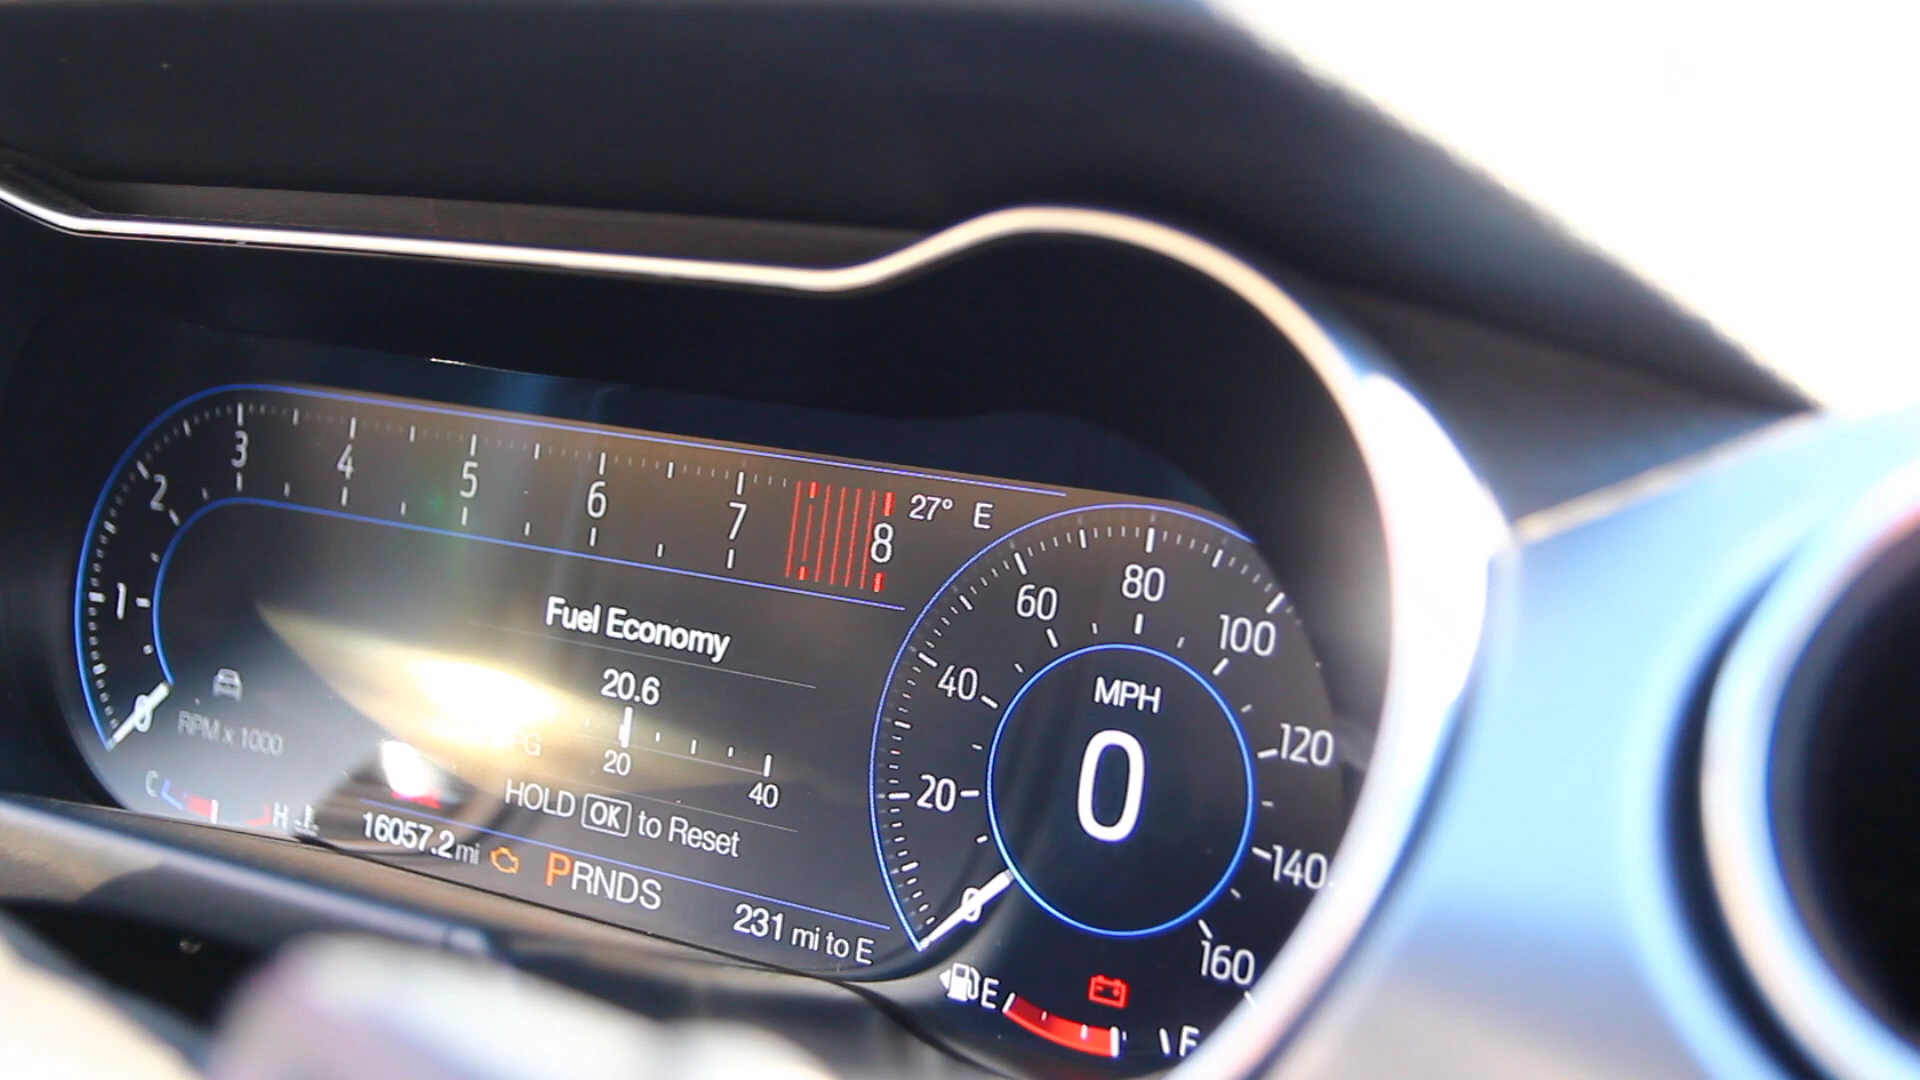 0 1 2 3 4 5 6 7 8
27° E
RPM x 1000
Fuel Economy
20.6
20 40
HOLD OK to Reset
C H
16057.2 mi
PRNDS
231 mi to E
0 20 40 60 80 100 120 140 160
MPH
0
E F